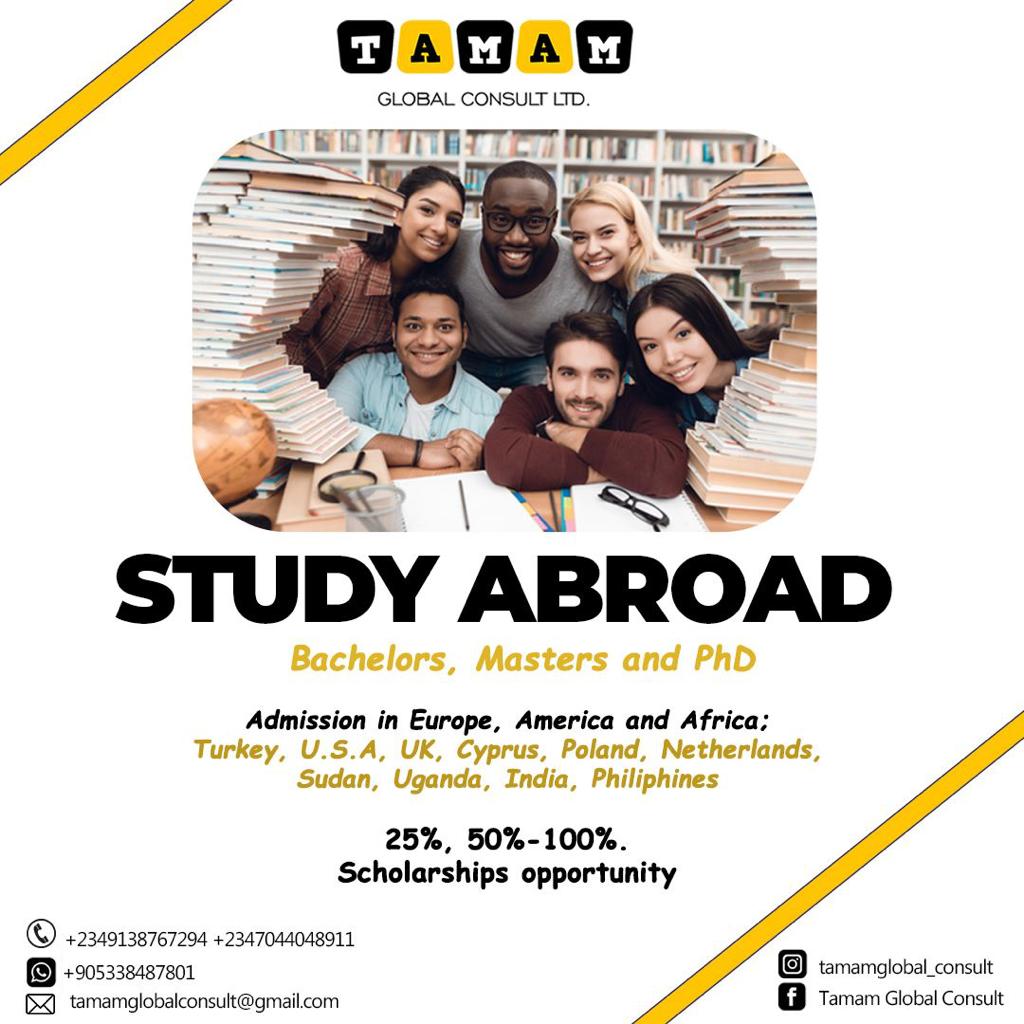 TAMAM
GLOBAL CONSULT LTD.
STUDY ABROAD
Bachelors, Masters and PhD
Admission in Europe, America and Africa;
Turkey, U.S.A, UK, Cyprus, Poland, Netherlands,
Sudan, Uganda, India, Philiphines
25%, 50%-100%.
Scholarships opportunity
+2349138767294 +2347044048911
+905338487801
tamamglobalconsult@gmail.com
tamamglobal_consult
Tamam Global Consult